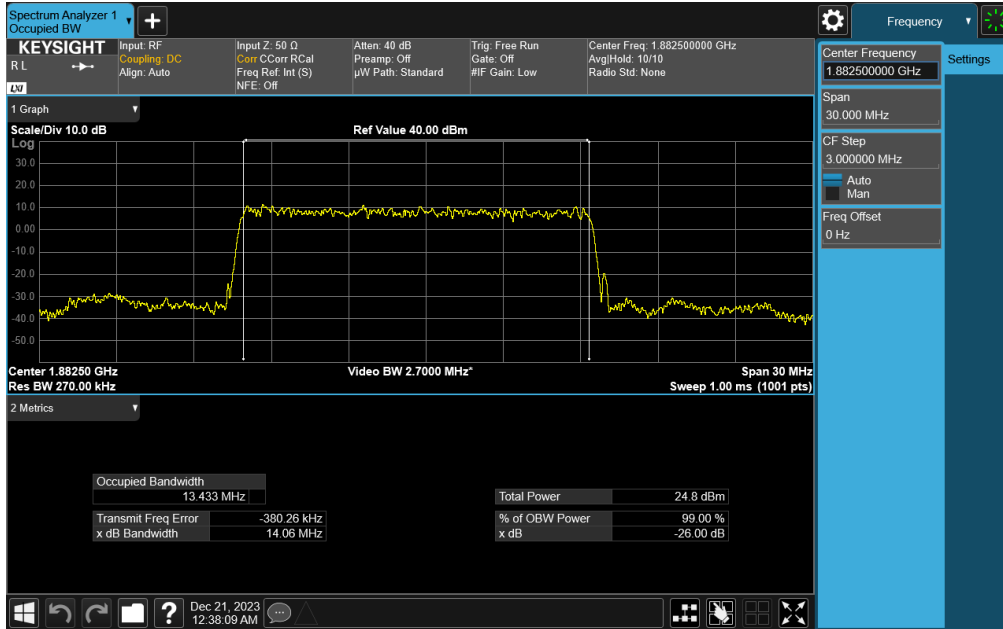 Spectrum Analyzer 1
Occupied BW
Frequency
KEYSIGHT
R L
LXI
Input: RF
Coupling: DC
Align: Auto
Input Z: 50 Ω
Corr CCorr RCal
Freq Ref: Int (S)
NFE: Off
Atten: 40 dB
Preamp: Off
µW Path: Standard
Trig: Free Run
Gate: Off
#IF Gain: Low
Center Freq: 1.882500000 GHz
Avg|Hold: 10/10
Radio Std: None
Center Frequency
1.882500000 GHz
Settings
Span
30.000 MHz
CF Step
3.000000 MHz
Auto
Man
Freq Offset
0 Hz
1 Graph
Scale/Div 10.0 dB
Ref Value 40.00 dBm
Log
30.0
20.0
10.0
0.00
-10.0
-20.0
-30.0
-40.0
-50.0
Center 1.88250 GHz
Video BW 2.7000 MHz*
Span 30 MHz
Res BW 270.00 kHz
Sweep 1.00 ms (1001 pts)
2 Metrics
Occupied Bandwidth
13.433 MHz
Total Power 24.8 dBm
Transmit Freq Error -380.26 kHz
% of OBW Power 99.00 %
x dB Bandwidth 14.06 MHz
x dB -26.00 dB
?
Dec 21, 2023
12:38:09 AM